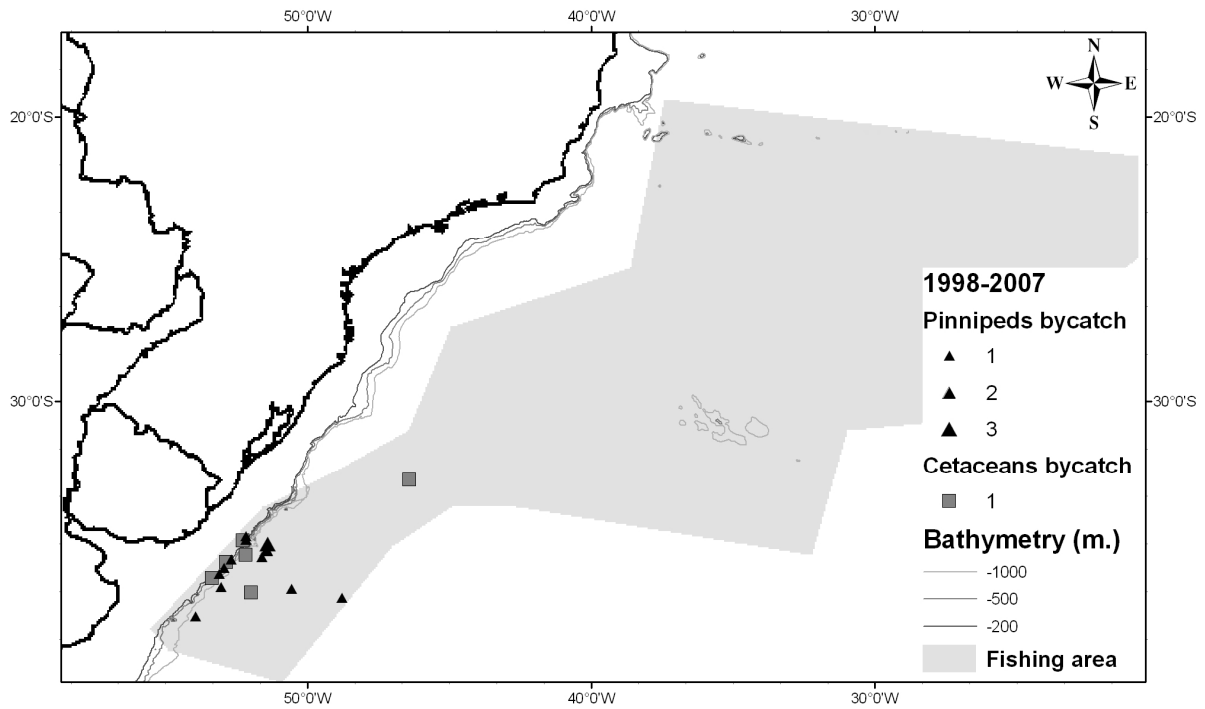 50°0'W 40°0'W 30°0'W
N
W E
S
20°0'S 20°0'S
1998-2007
Pinnipeds bycatch
1
2
3
30°0'S 30°0'S
Cetaceans bycatch
1
Bathymetry (m.)
-1000
-500
-200
Fishing area
50°0'W 40°0'W 30°0'W